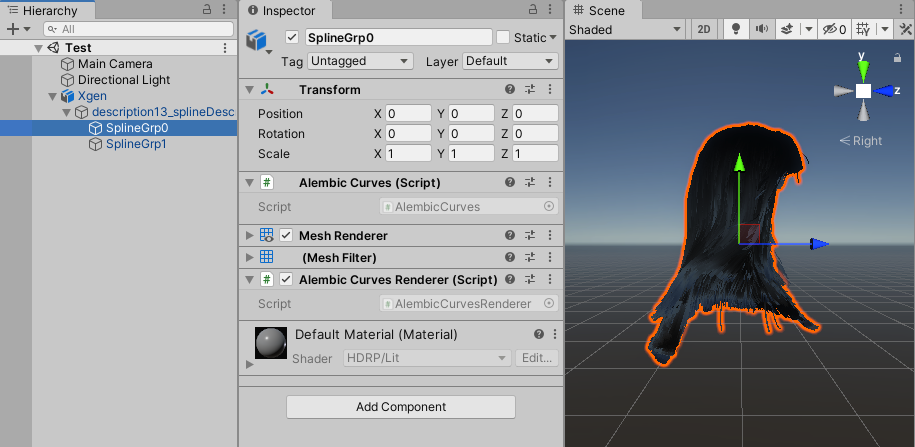 Hierarchy
All
Test
Main Camera
Directional Light
Xgen
description13_splineDesc
SplineGrp0
SplineGrp1
Inspector
SplineGrp0
Static
Tag Untagged Layer Default
Transform
Position X 0 Y 0 Z 0
Rotation X 0 Y 0 Z 0
Scale X 1 Y 1 Z 1
# Alembic Curves (Script)
Script # AlembicCurves
Mesh Renderer
(Mesh Filter)
# Alembic Curves Renderer (Script)
Script # AlembicCurvesRenderer
Default Material (Material)
Shader HDRP/Lit Edit...
Add Component
# Scene
Shaded 2D 0
y
z
Right